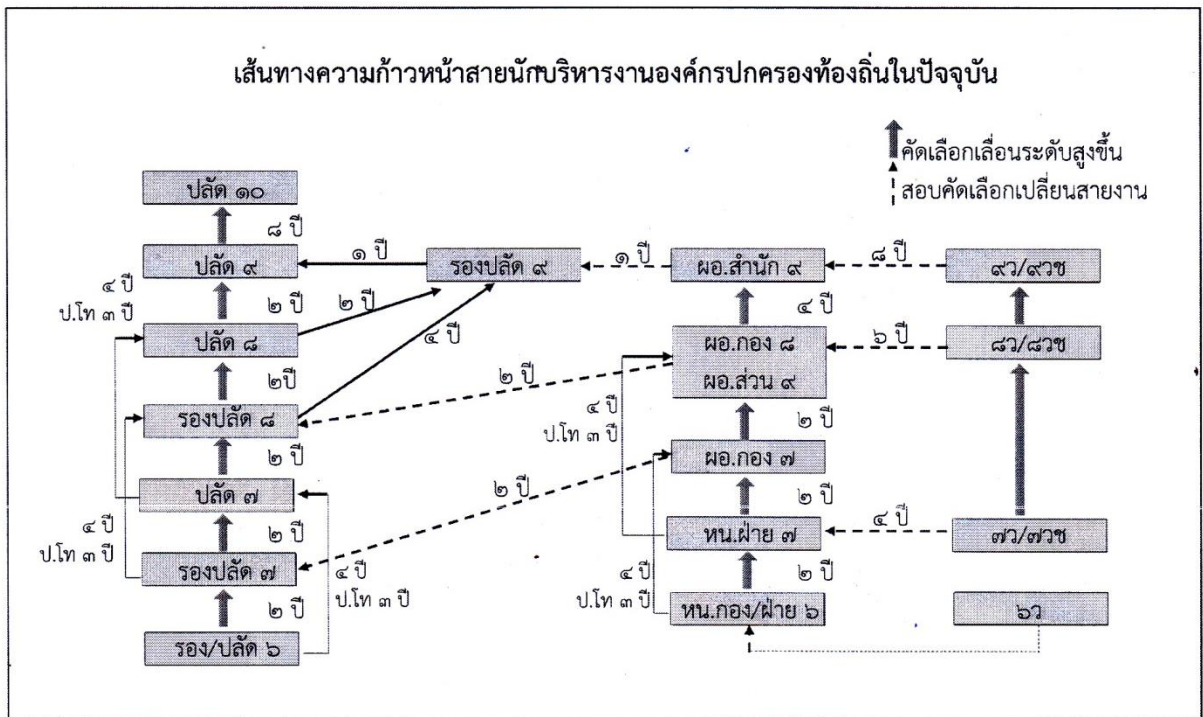 เส้นทางความก้าวหน้าสายนักบริหารงานองค์กรปกครองท้องถิ่นในปัจจุบัน
คัดเลือกเลื่อนระดับสูงขึ้น
สอบคัดเลือกเปลี่ยนสายงาน
ปลัด ๑๐
๘ ปี
ปลัด ๙
๑ ปี
รองปลัด ๙
๑ ปี
ผอ.สำนัก ๙
๘ ปี
๙ว/๙วช
๔ ปี
ป.โท ๓ ปี
๒ ปี
๒ ปี
๔ ปี
๔ ปี
ปลัด ๘
ผอ.กอง ๘
ผอ.ส่วน ๙
๖ ปี
๘ว/๘วช
๒ปี
๒ ปี
รองปลัด ๘
๔ ปี
ป.โท ๓ ปี
๒ ปี
๒ ปี
ผอ.กอง ๗
ปลัด ๗
๒ ปี
๒ ปี
๔ ปี
ป.โท ๓ ปี
๒ ปี
หน.ฝ่าย ๗
๔ ปี
๗ว/๗วช
รองปลัด ๗
๔ ปี
ป.โท ๓ ปี
๒ ปี
๔ ปี
ป.โท ๓ ปี
๒ ปี
หน.กอง/ฝ่าย ๖
๖ว
รอง/ปลัด ๖